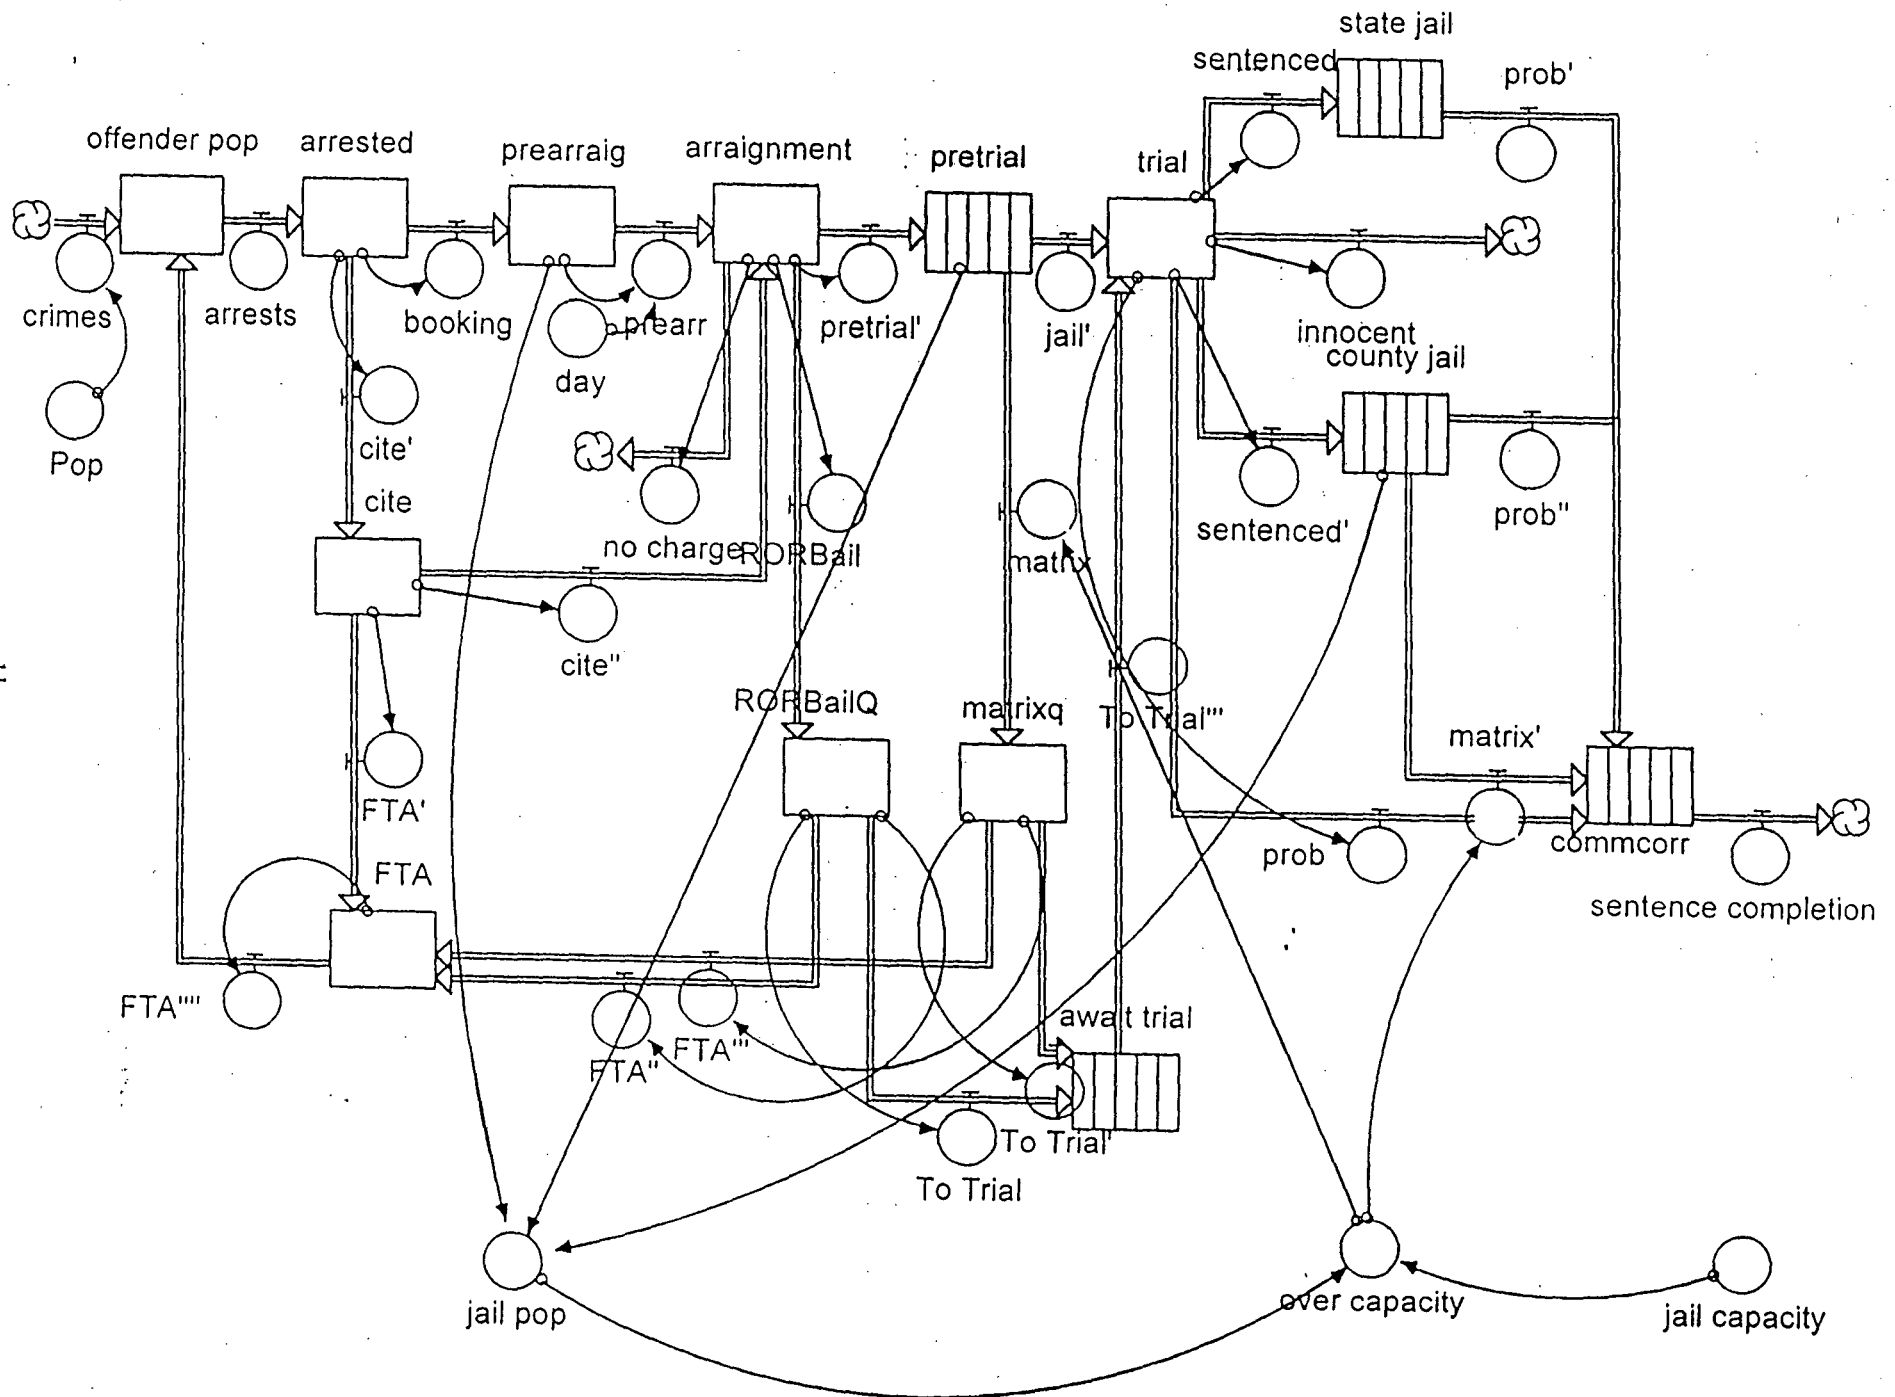 state jail
sentenced
prob'
offender pop
arrested
prearraig
arraignment
pretrial
trial
crimes
arrests
booking
prearr
pretrial'
jail'
innocent
county jail
day
Pop
cite'
cite
no charge
RORBail
matrix
sentenced'
prob"
cite"
RORBailQ
matrixq
To Trial'''
matrix'
FTA'
prob
commcorr
FTA
sentence completion
FTA''''
FTA"
FTA'''
await trial
To Trial'
To Trial
jail pop
over capacity
jail capacity